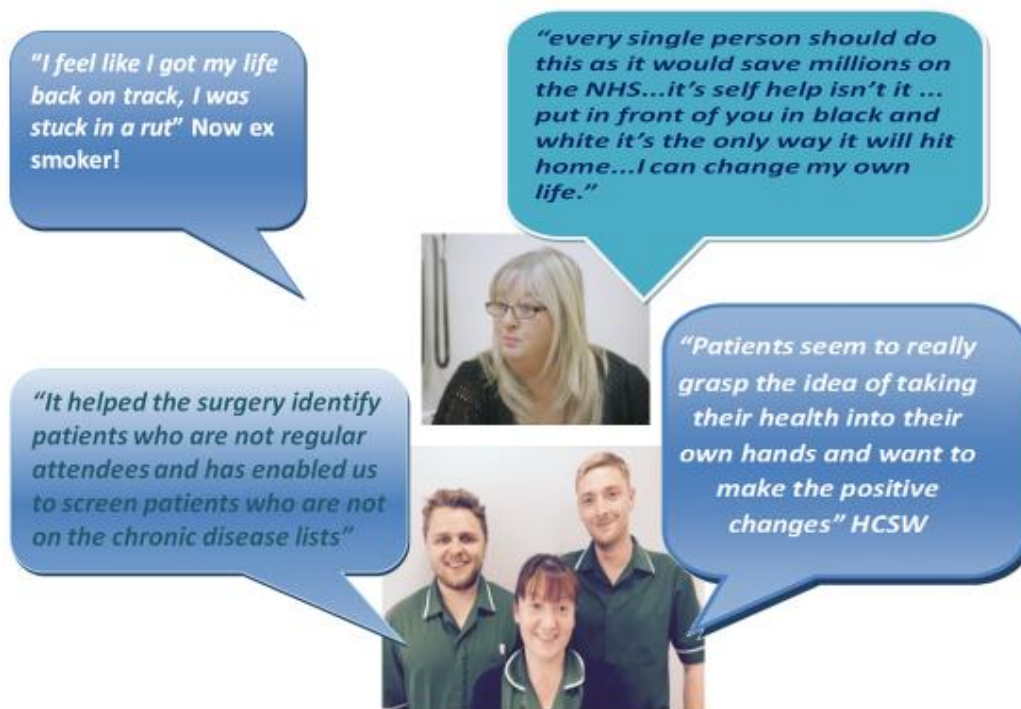 “I feel like I got my life
back on track, I was
stuck in a rut” Now ex
smoker!
“every single person should do
this as it would save millions on
the NHS...it’s self help isn’t it ...
put in front of you in black and
white it’s the only way it will hit
home...I can change my own
life.”
“It helped the surgery identify
patients who are not regular
attendees and has enabled us
to screen patients who are not
on the chronic disease lists”
“Patients seem to really
grasp the idea of taking
their health into their
own hands and want to
make the positive
changes” HCSW